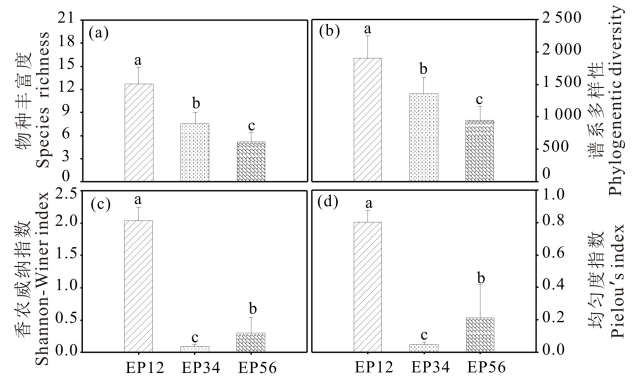 物种丰富度
Species richness
21
18
15
12
9
6
3
0
(a)
a
b
c
(b)
a
b
c
2 500
2 000
1 500
1 000
500
0
谱系多样性
Phylogenentic diversity
香农威纳指数
Shannon-Winer index
2.5
2.0
1.5
1.0
0.5
0.0
(c)
a
c
b
(d)
a
c
b
1.0
0.8
0.6
0.4
0.2
0.0
均匀度指数
Pielou's index
EP12 EP34 EP56
EP12 EP34 EP56